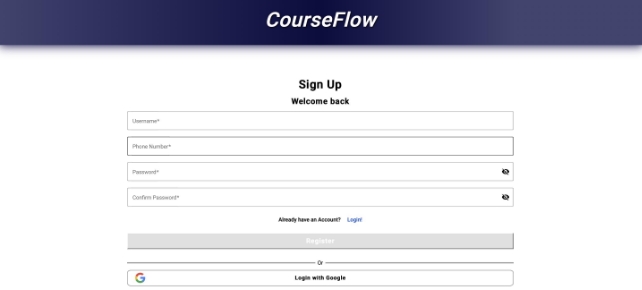 CourseFlow
Sign Up
Welcome back
Username*
Phone Number*
Password*
Confirm Password*
Already have an Account? Login!
Register
Or
Login with Google